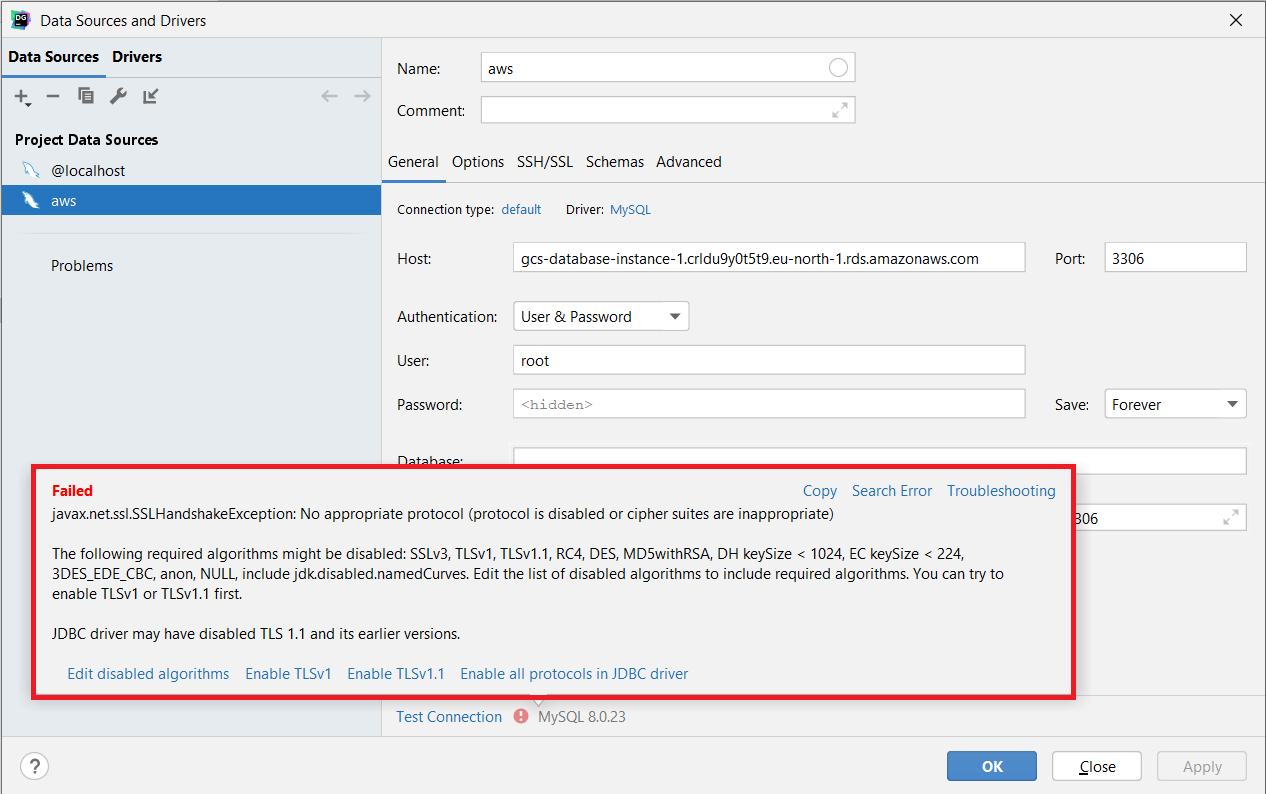 DG
Data Sources and Drivers
Data Sources Drivers
Project Data Sources
@localhost
aws
Problems
Name: aws
Comment:
General Options SSH/SSL Schemas Advanced
Connection type: default Driver: MySQL
Host: gcs-database-instance-1.crldu9y0t5t9.eu-north-1.rds.amazonaws.com Port: 3306
Authentication: User & Password
User: root
Password: <hidden> Save: Forever
Database:
306
Failed Copy Search Error Troubleshooting
javax.net.ssl.SSLHandshakeException: No appropriate protocol (protocol is disabled or cipher suites are inappropriate)
The following required algorithms might be disabled: SSLv3, TLSv1, TLSv1.1, RC4, DES, MD5withRSA, DH keySize < 1024, EC keySize < 224,
3DES_EDE_CBC, anon, NULL, include jdk.disabled.namedCurves. Edit the list of disabled algorithms to include required algorithms. You can try to
enable TLSv1 or TLSv1.1 first.
JDBC driver may have disabled TLS 1.1 and its earlier versions.
Edit disabled algorithms Enable TLSv1 Enable TLSv1.1 Enable all protocols in JDBC driver
Test Connection MySQL 8.0.23
? OK Close Apply